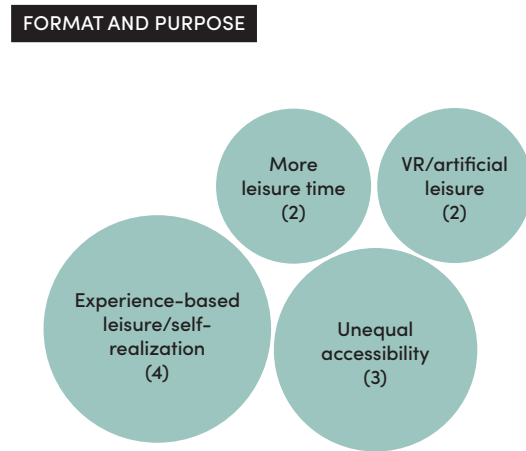 FORMAT AND PURPOSE
More
leisure time
(2)
VR/artificial
leisure
(2)
Experience-based
leisure/self-
realization
(4)
Unequal
accessibility
(3)